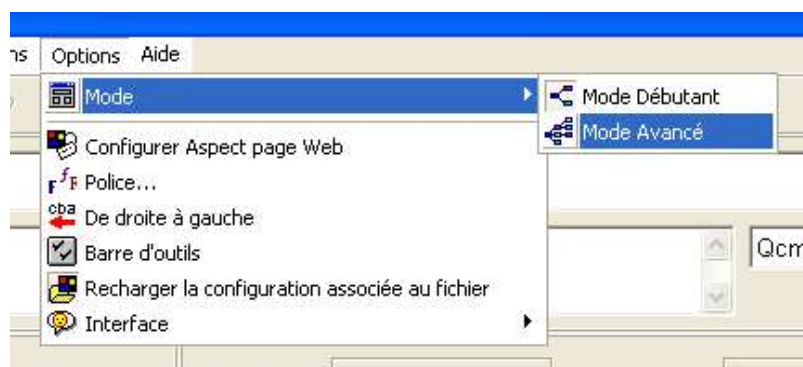 ns Options Aide
Mode
Mode Débutant
Mode Avancé
Configurer Aspect page Web
Police...
De droite à gauche
Barre d'outils
Recharger la configuration associée au fichier
Interface
Qcm